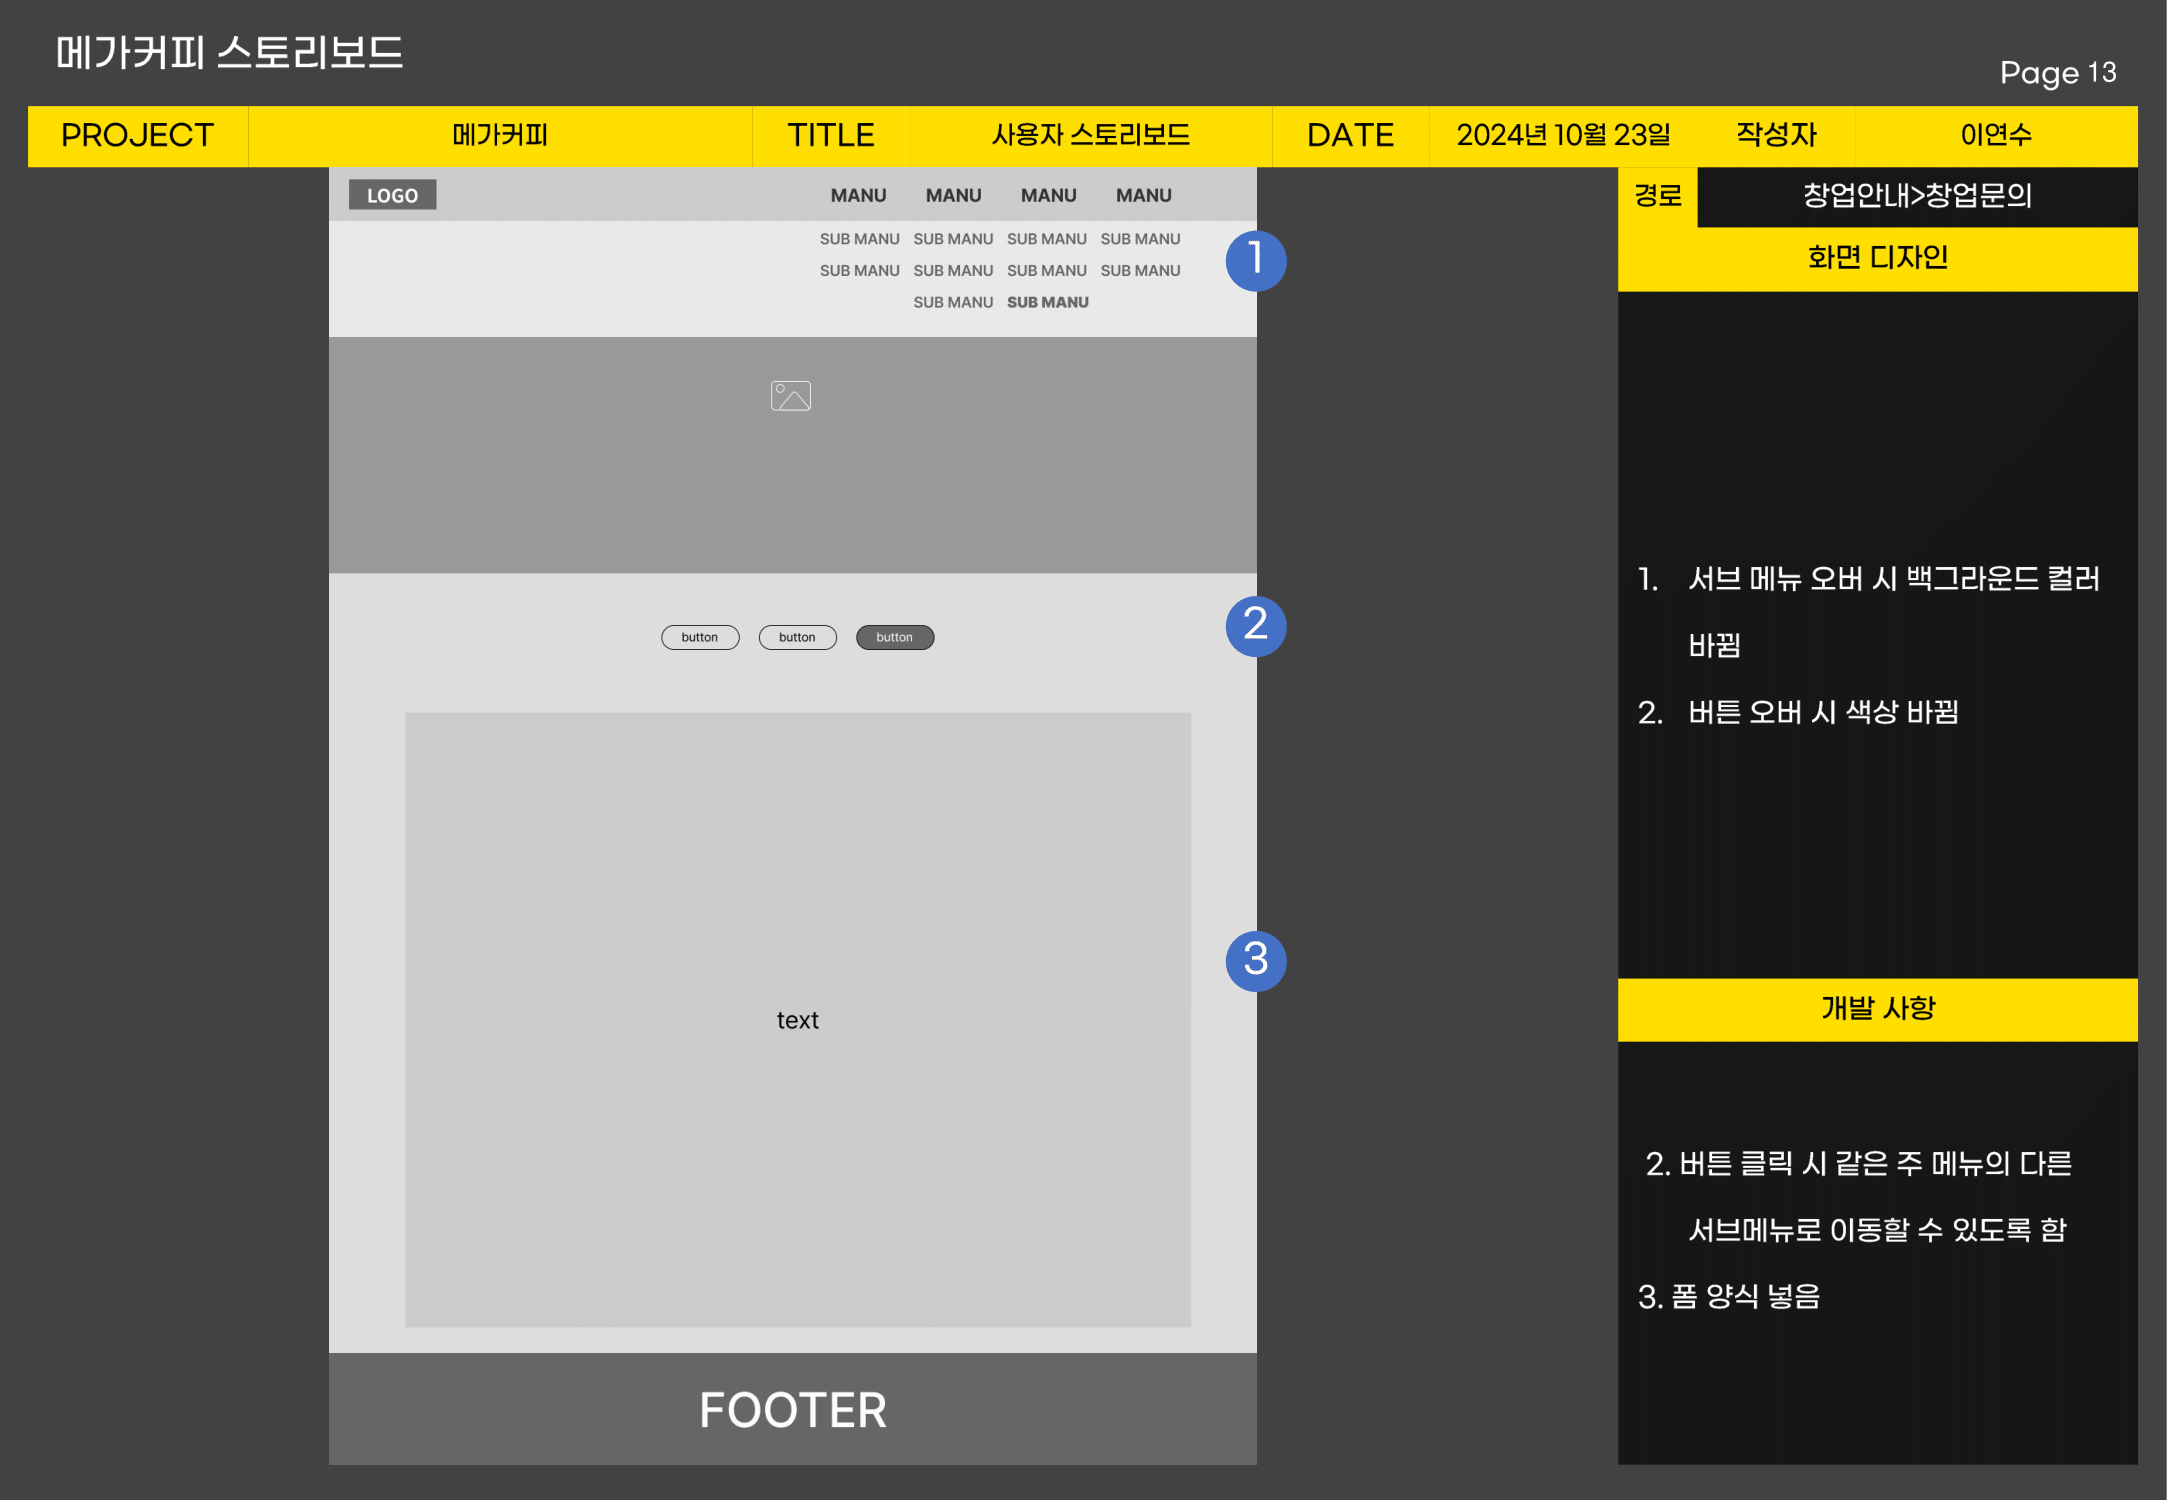 메가커피 스토리보드
Page 13
PROJECT 메가커피 TITLE 사용자 스토리보드 DATE 2024년 10월 23일 작성자 이연수
LOGO MANU MANU MANU MANU
SUB MANU SUB MANU SUB MANU SUB MANU
SUB MANU SUB MANU SUB MANU SUB MANU
SUB MANU SUB MANU
1
button button button
2
text
3
FOOTER
경로 창업안내>창업문의
화면 디자인
1. 서브 메뉴 오버 시 백그라운드 컬러
바뀜
2. 버튼 오버 시 색상 바뀜
개발 사항
2. 버튼 클릭 시 같은 주 메뉴의 다른
서브메뉴로 이동할 수 있도록 함
3. 폼 양식 넣음